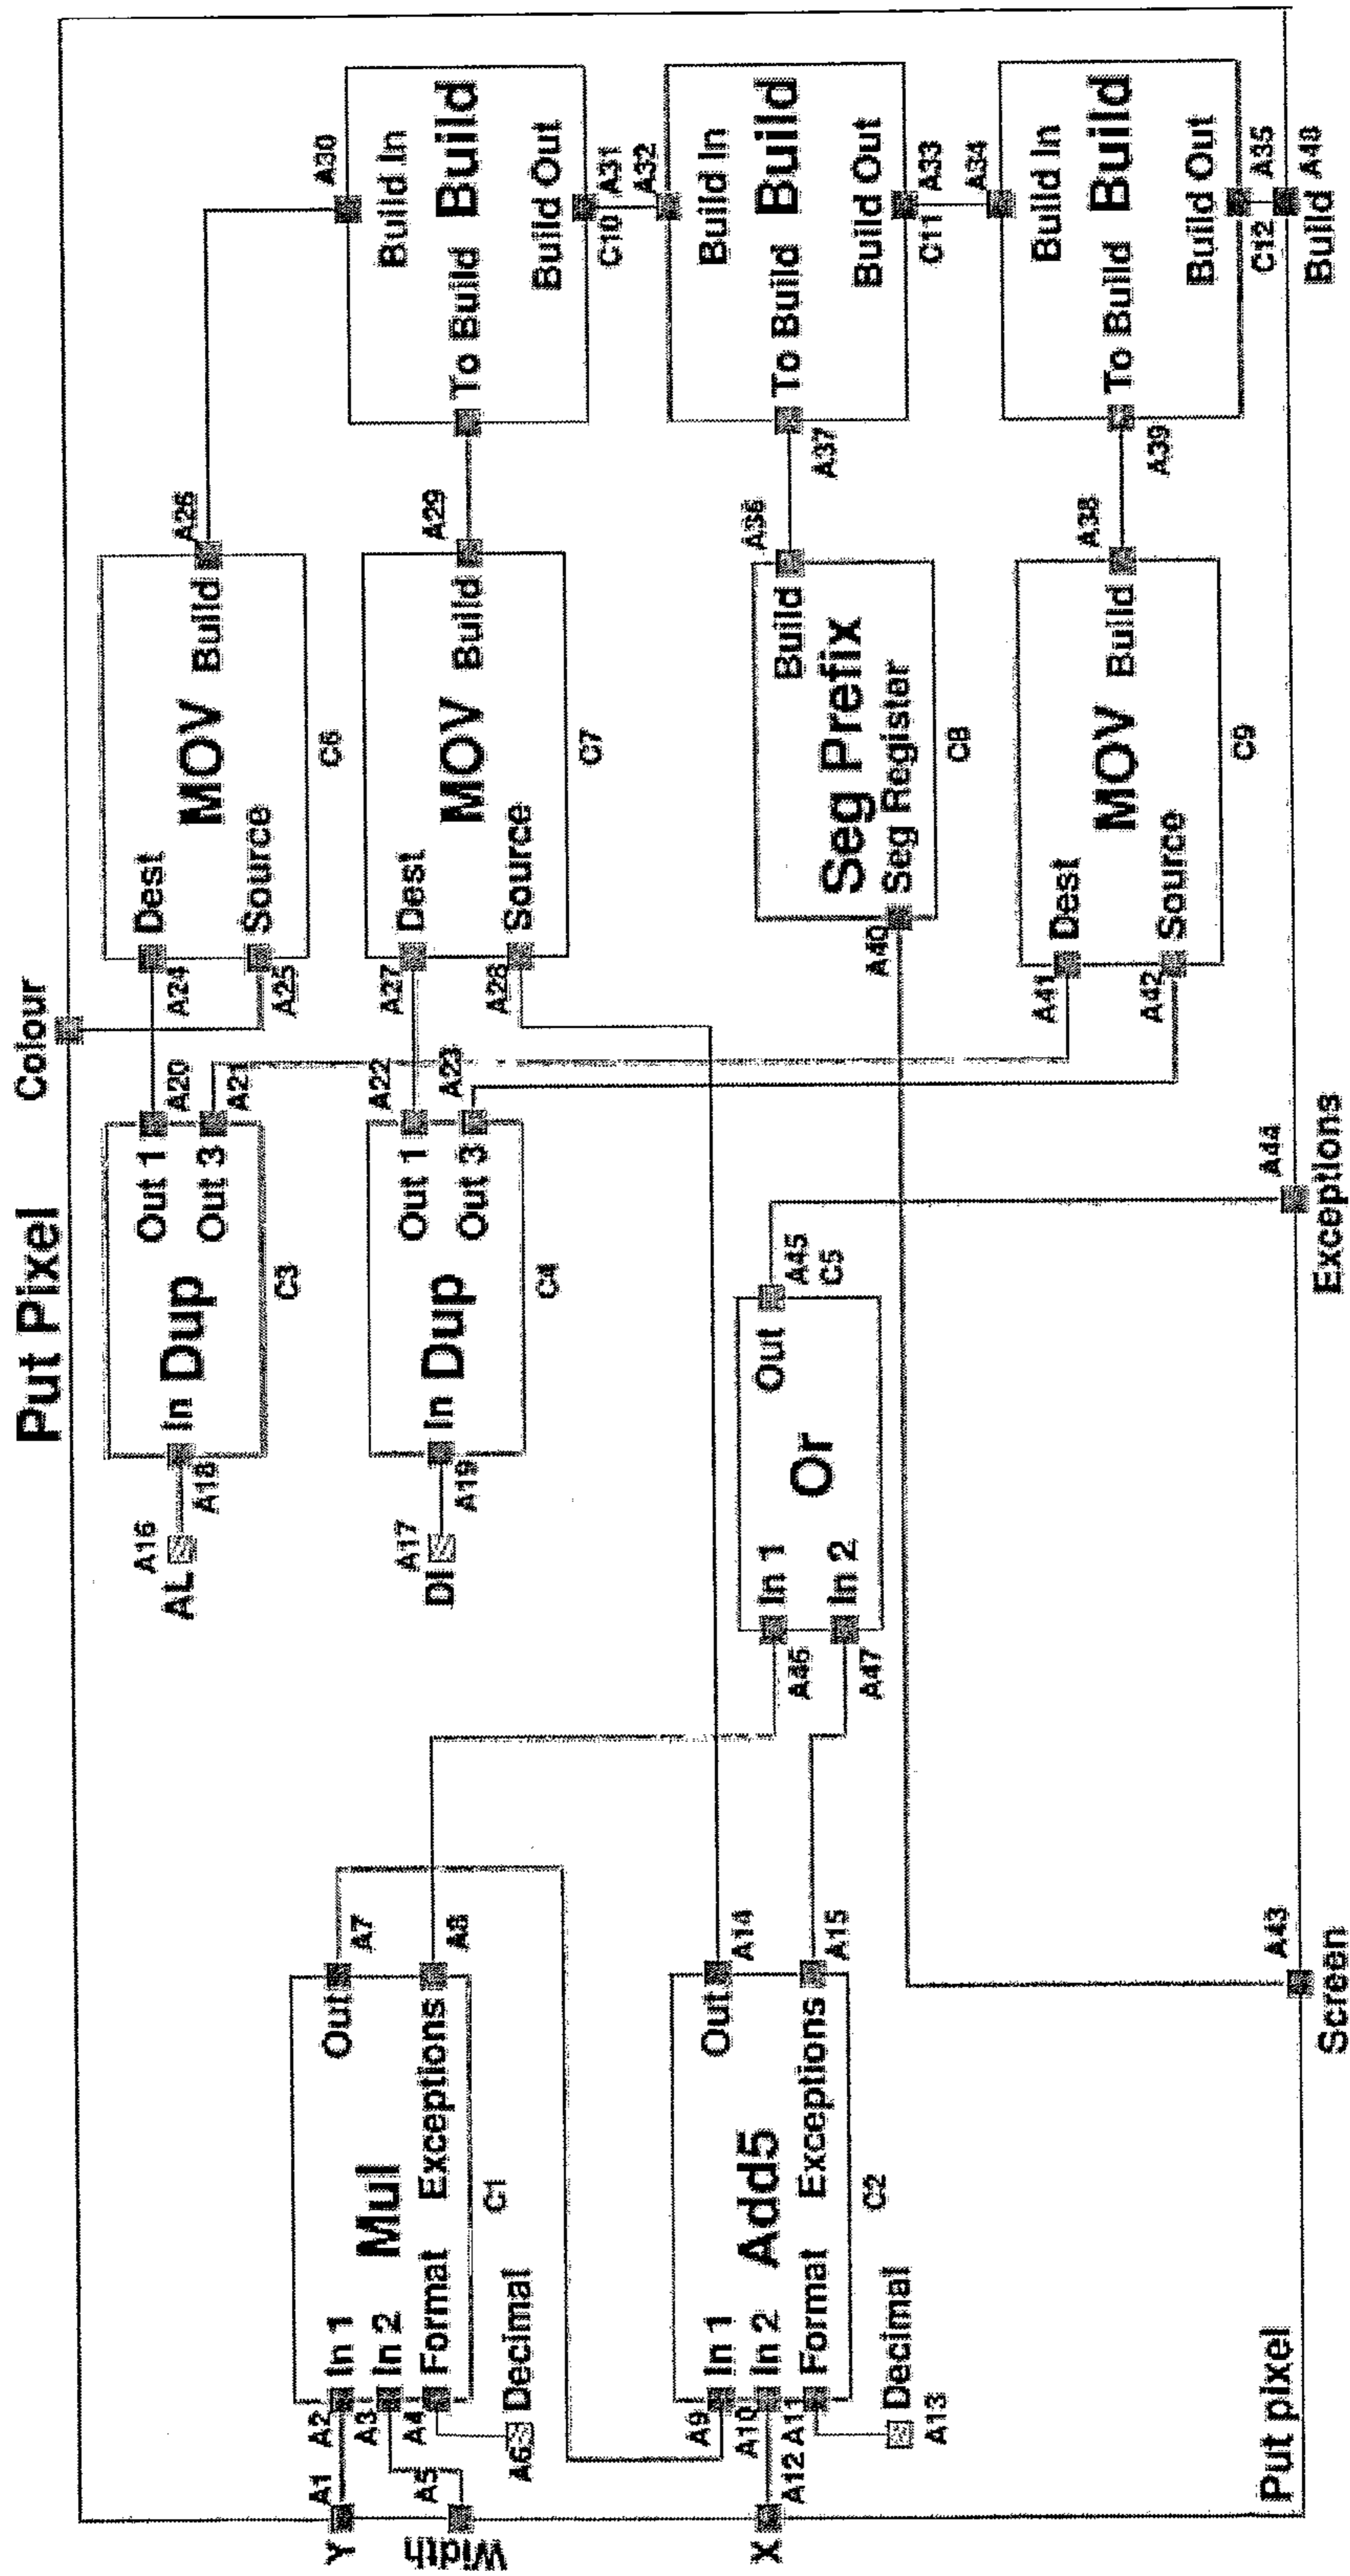 Put Pixel
Colour
Y
A1
A2
In 1
In 2
Mul
Out
A7
A3
A4
Format
Exceptions
A8
A5
Width
A6
Decimal
C1
A16
AL
A18
In Dup
Out 1
Out 3
A20
A21
C3
A17
DI
A19
In Dup
Out 1
Out 3
A22
A23
C4
A24
Dest
A25
Source
MOV
Build
A26
C6
A27
Dest
A28
Source
MOV
Build
A29
C7
A30
Build In
To Build
Build
Build Out
C10
A31
A32
Build In
To Build
Build
Build Out
A37
C11
A33
A34
Build In
To Build
Build
Build Out
A39
C12
A35
A48
Build
X
A12
A9
In 1
A10
In 2
Add5
Out
A14
A11
Format
Exceptions
A15
C2
Decimal
A13
In 1
In 2
Or
Out
A46
A47
A45
C5
Seg Prefix
Seg Register
Build
A36
A40
C8
A41
Dest
A42
Source
MOV
Build
A38
C9
Put pixel
A43
Screen
A44
Exceptions